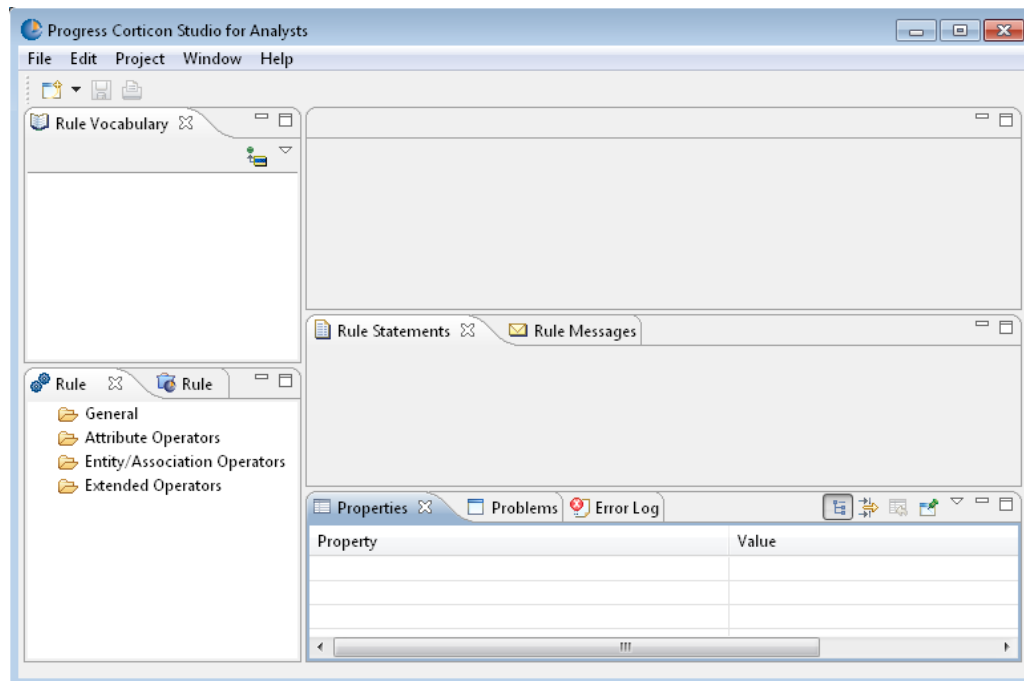 Progress Corticon Studio for Analysts
File Edit Project Window Help
Rule Vocabulary
Rule Statements Rule Messages
Rule Rule
General
Attribute Operators
Entity/Association Operators
Extended Operators
Properties Problems Error Log
Property Value